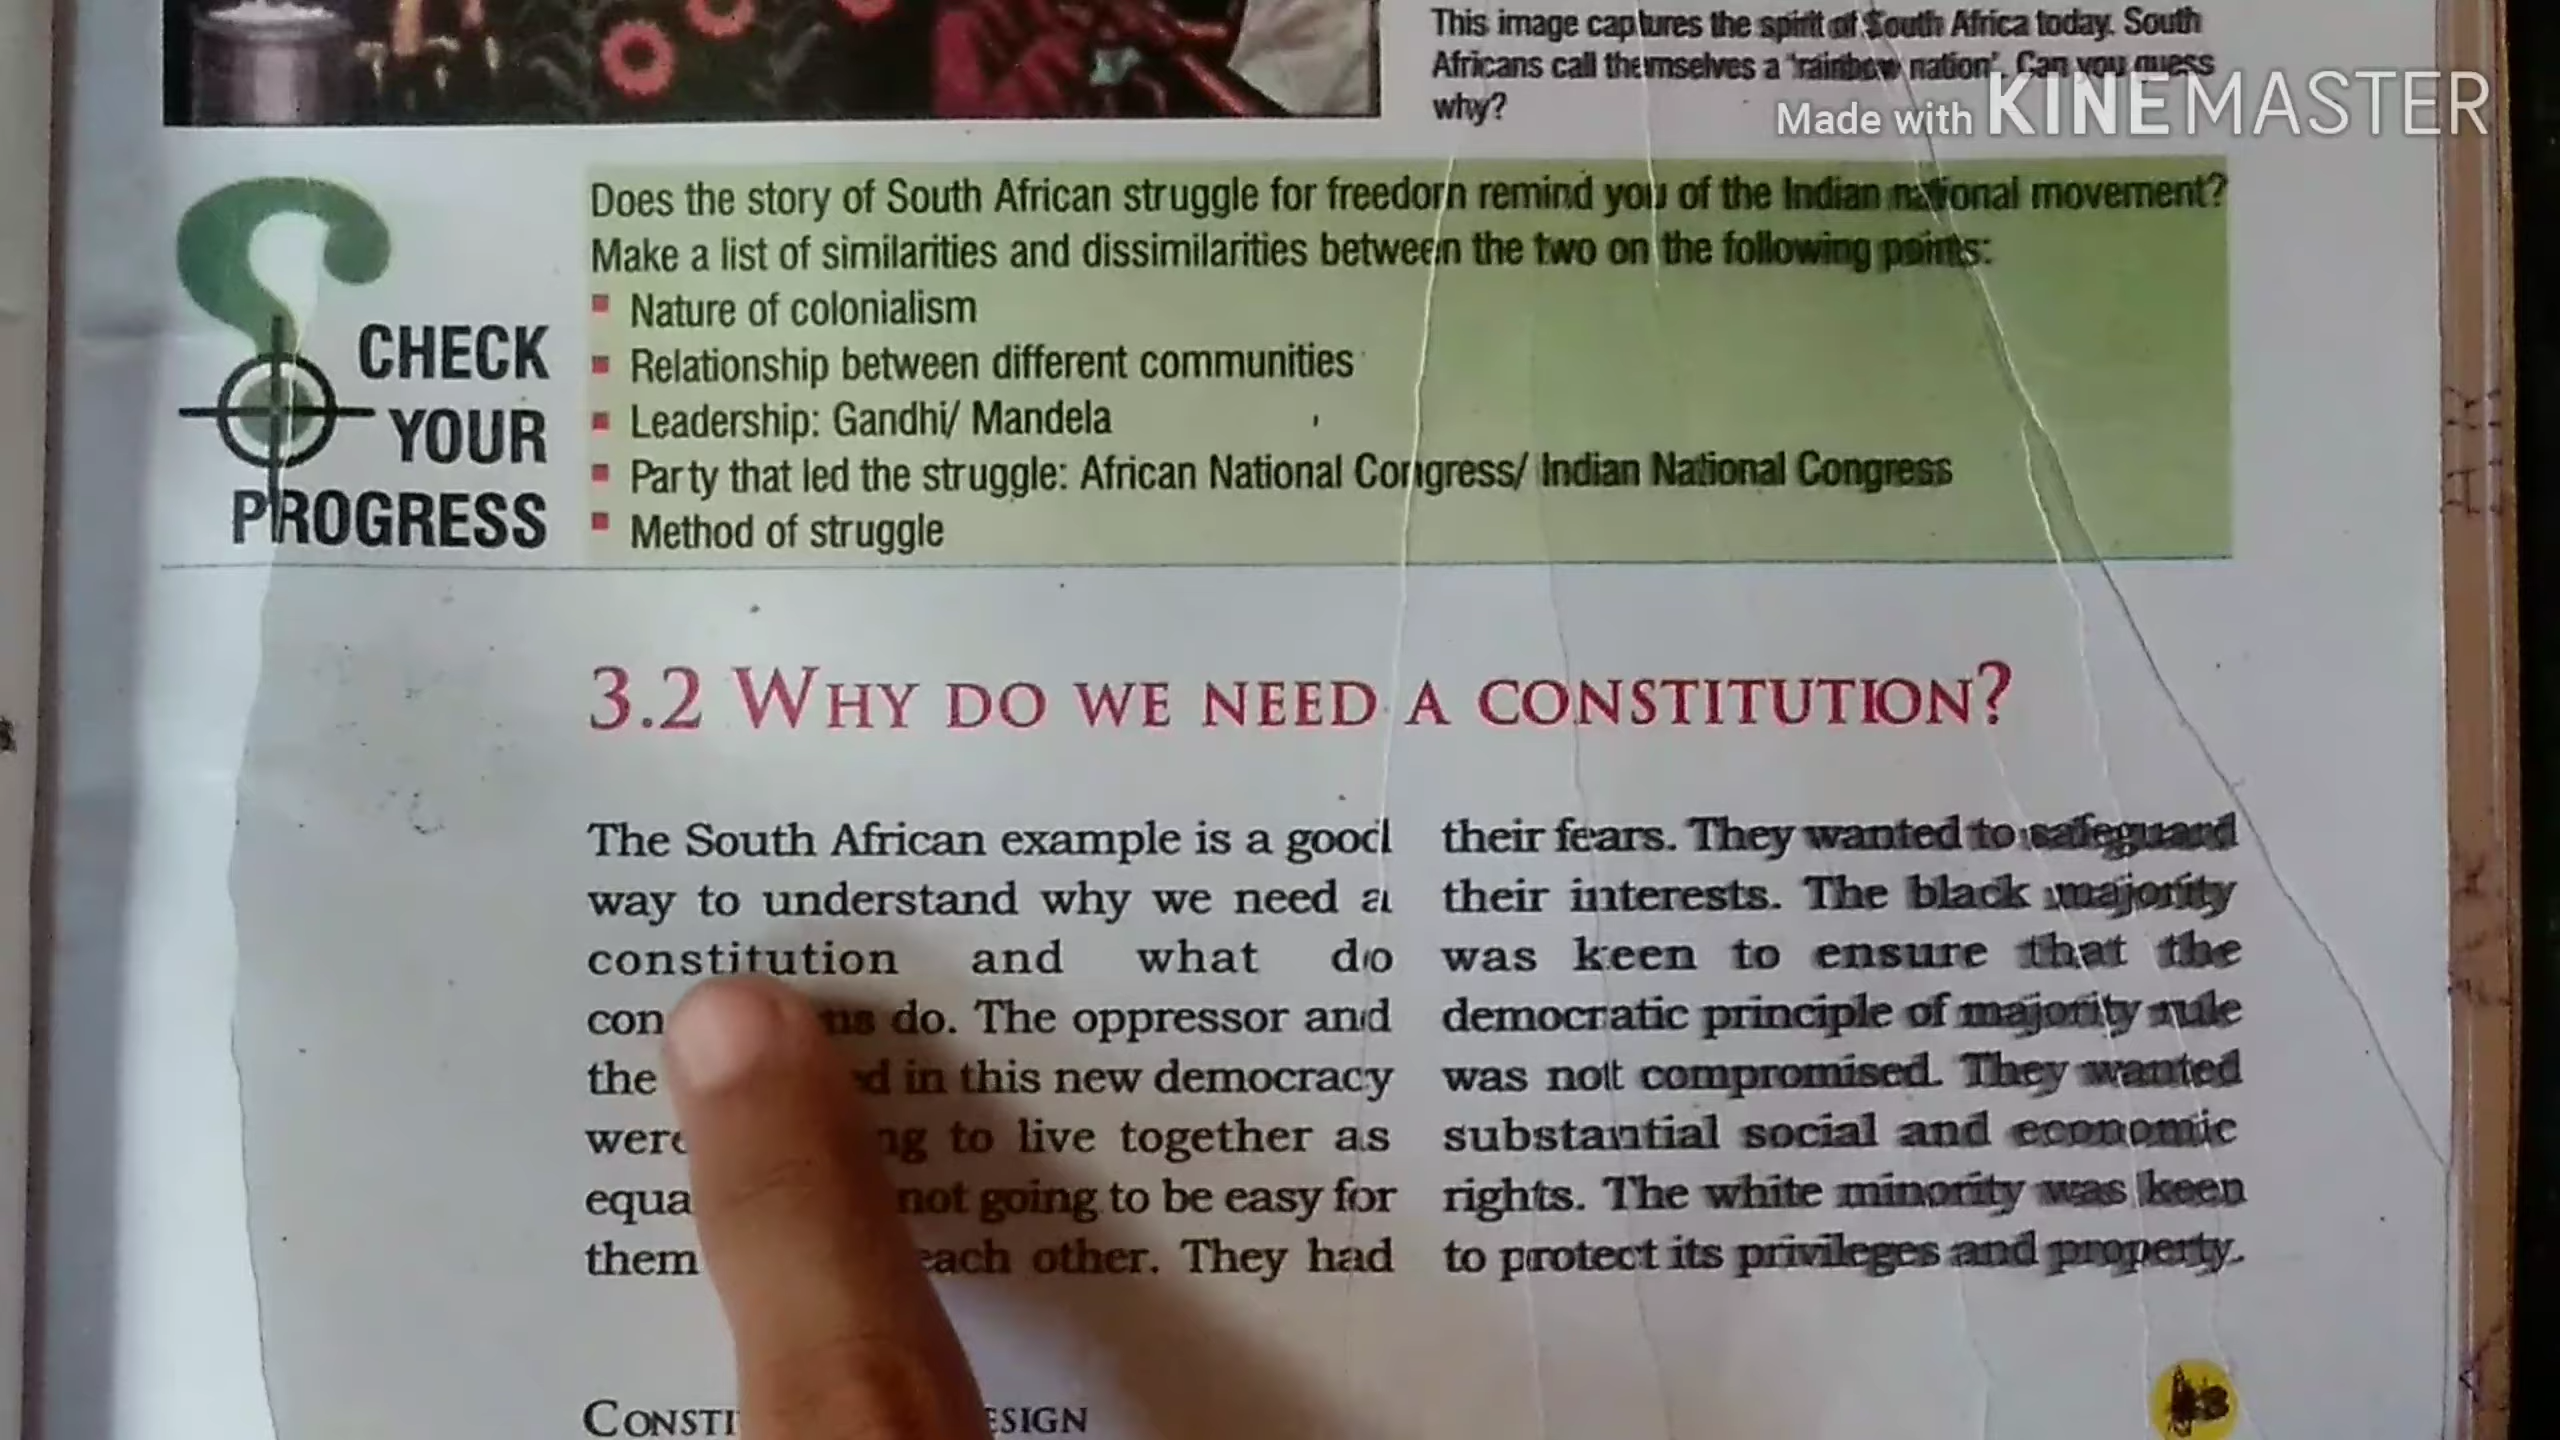 This image captures the spirit of South Africa today. South
Africans call themselves a 'rainbow nation'. Can you guess
why?
Made with KINEMASTER
Does the story of South African struggle for freedom remind you of the Indian national movement?
Make a list of similarities and dissimilarities between the two on the following points:
Nature of colonialism
Relationship between different communities
Leadership: Gandhi/ Mandela
Party that led the struggle: African National Congress/ Indian National Congress
Method of struggle
CHECK
YOUR
PROGRESS
3.2 WHY DO WE NEED A CONSTITUTION?
The South African example is a good
way to understand why we need a
constitution and what do
do. The oppressor and
the in this new democracy
to live together as
not going to be easy for
them each other. They had
their fears. They wanted to safeguard
their interests. The black majority
was keen to ensure that the
democratic principle of majority rule
was not compromised. They wanted
substantial social and economic
rights. The white minority was keen
to protect its privileges and property.